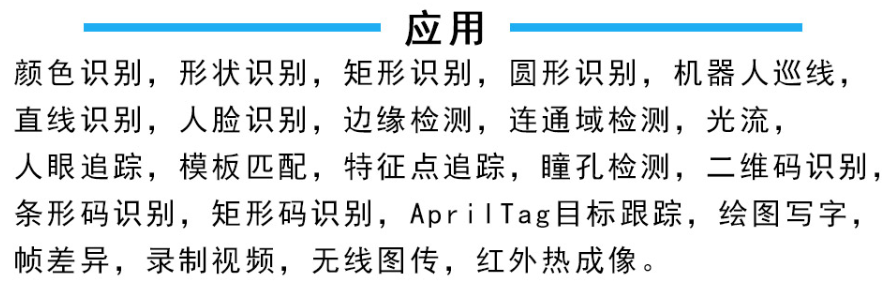 应用
颜色识别，形状识别，矩形识别，圆形识别，机器人巡线，
直线识别，人脸识别，边缘检测，连通域检测，光流，
人眼追踪，模板匹配，特征点追踪，瞳孔检测，二维码识别，
条形码识别，矩形码识别，AprilTag目标跟踪，绘图写字，
帧差异，录制视频，无线图传，红外热成像。